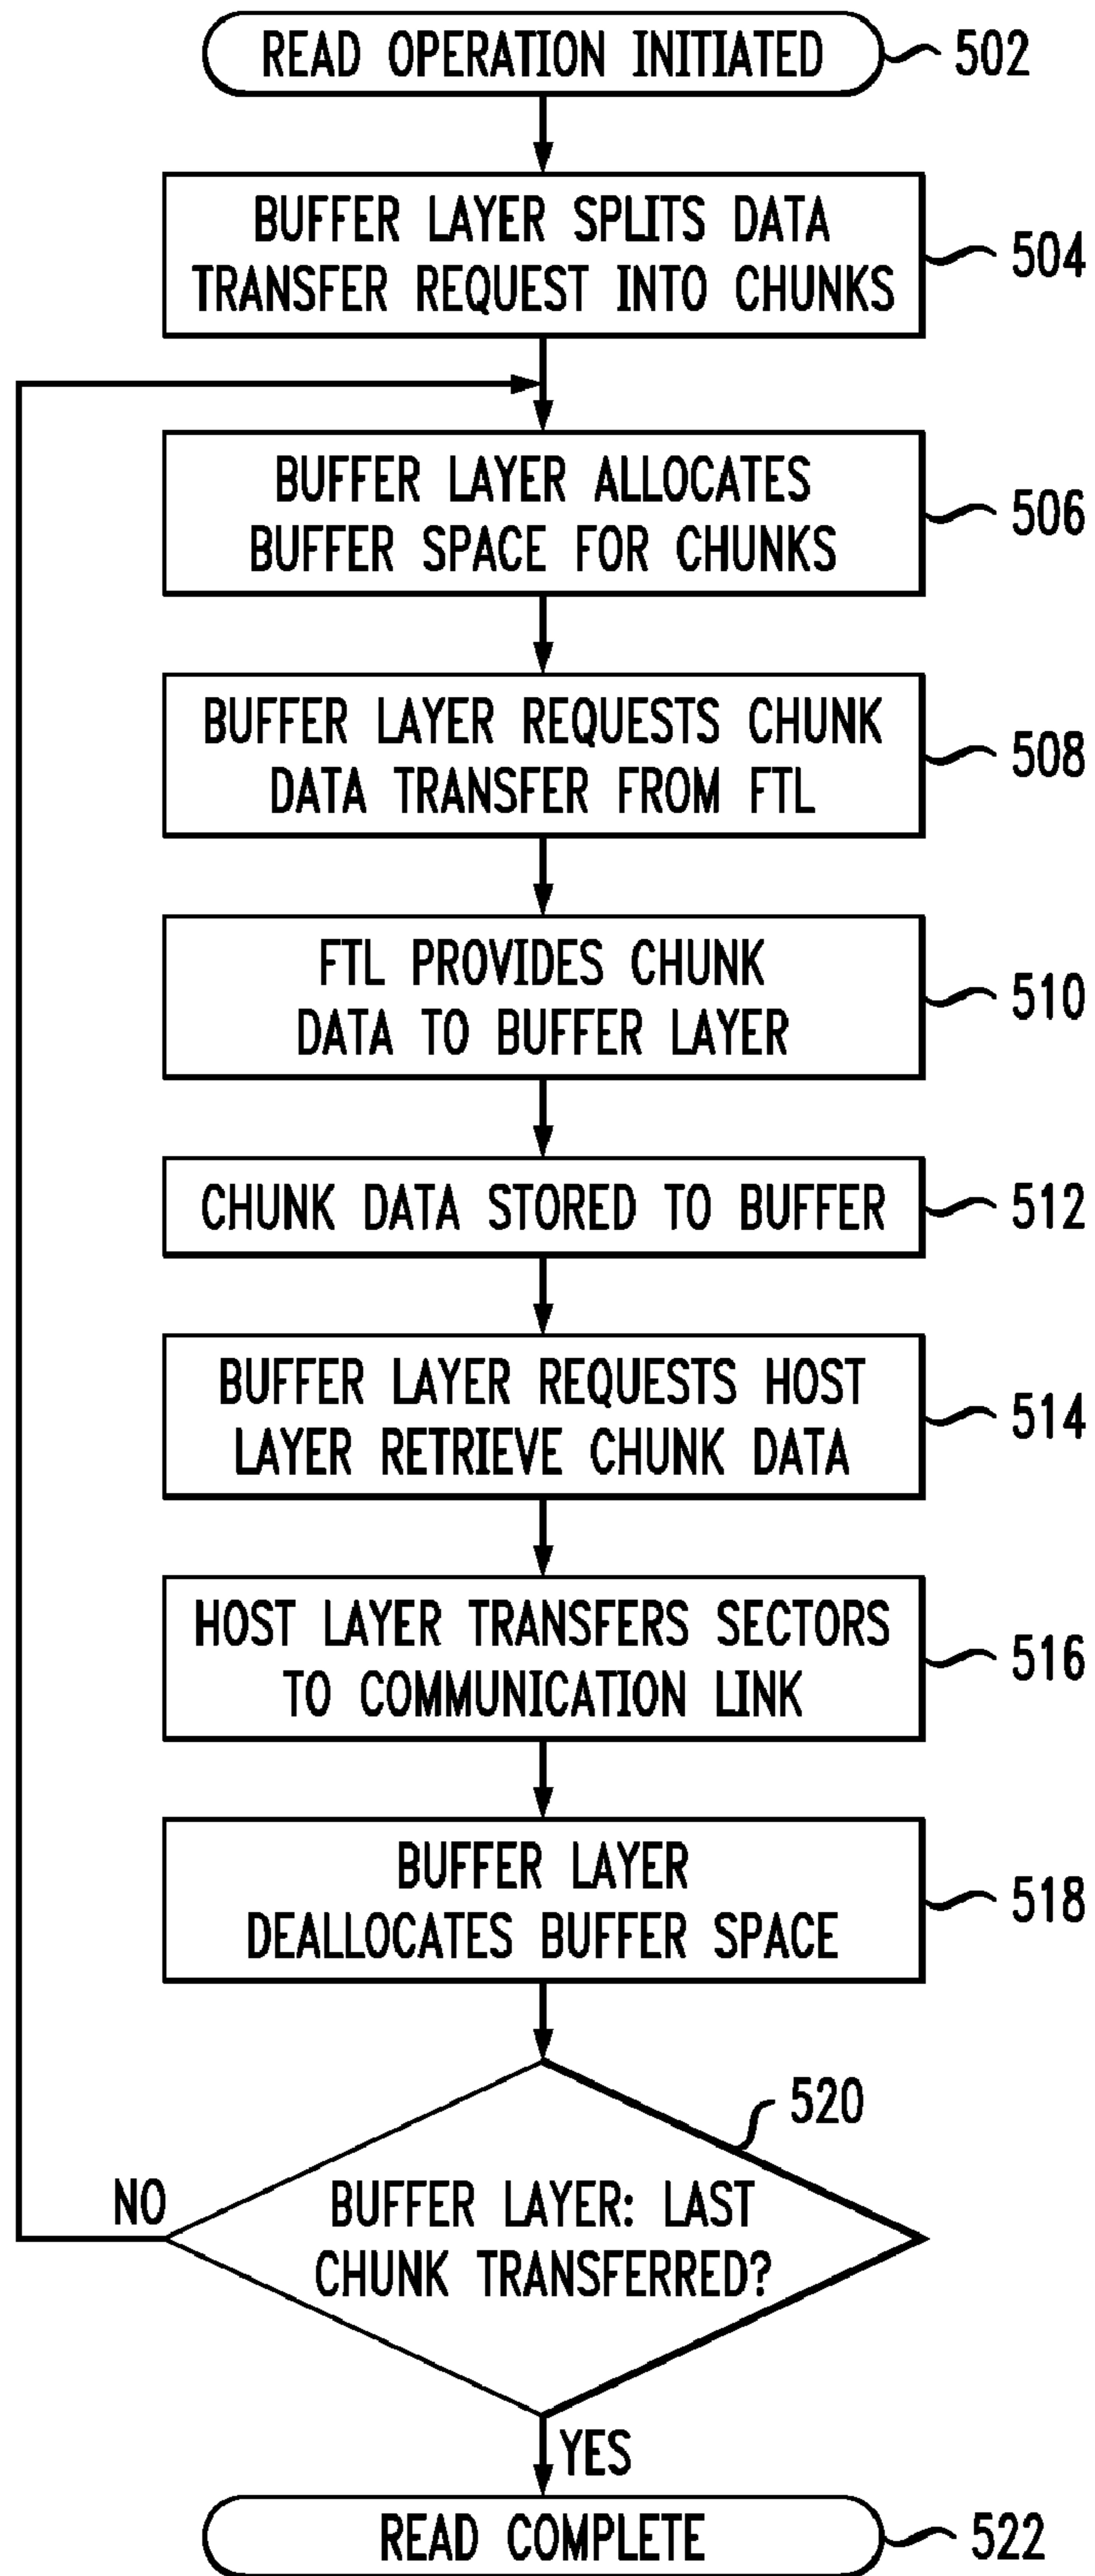 READ OPERATION INITIATED
502
BUFFER LAYER SPLITS DATA
TRANSFER REQUEST INTO CHUNKS
504
BUFFER LAYER ALLOCATES
BUFFER SPACE FOR CHUNKS
506
BUFFER LAYER REQUESTS CHUNK
DATA TRANSFER FROM FTL
508
FTL PROVIDES CHUNK
DATA TO BUFFER LAYER
510
CHUNK DATA STORED TO BUFFER
512
BUFFER LAYER REQUESTS HOST
LAYER RETRIEVE CHUNK DATA
514
HOST LAYER TRANSFERS SECTORS
TO COMMUNICATION LINK
516
BUFFER LAYER
DEALLOCATES BUFFER SPACE
518
520
NO
BUFFER LAYER: LAST
CHUNK TRANSFERRED?
YES
READ COMPLETE
522